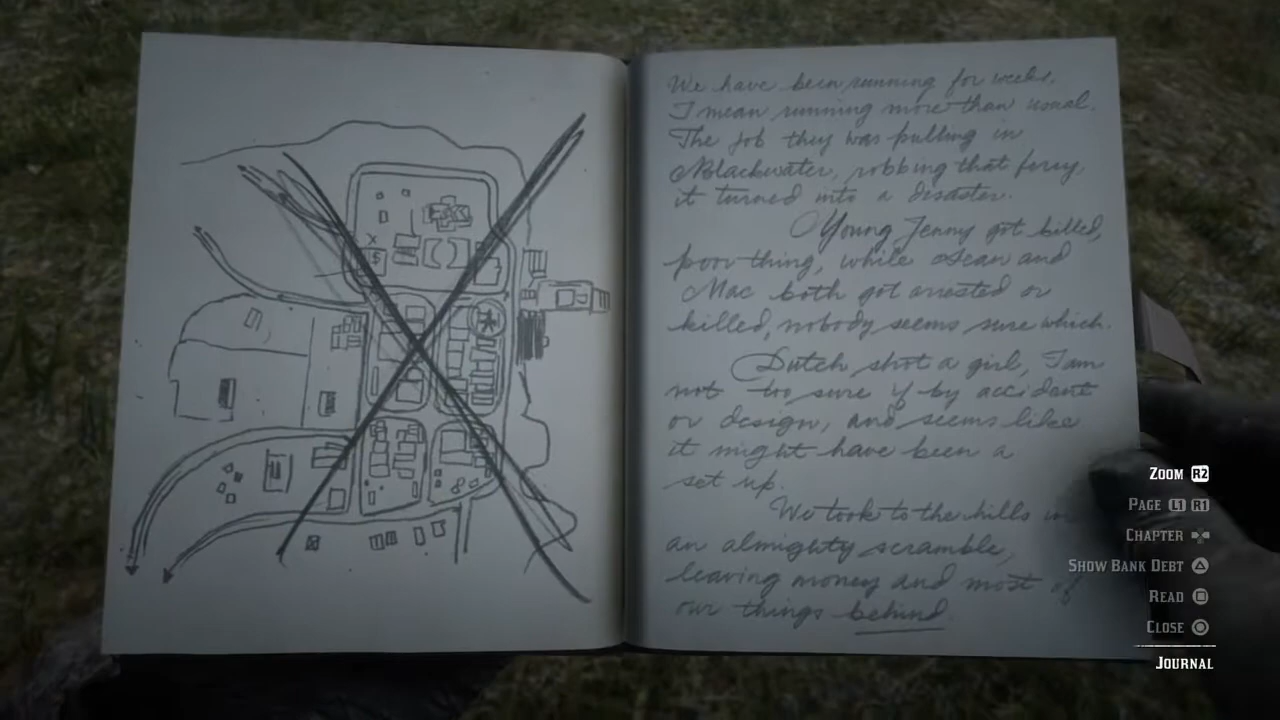 We have been running for weeks.
I mean running more than usual.
The job they was pulling in
Blackwater, robbing that ferry,
it turned into a disaster.
Young Jenny got killed,
poor thing, while Sean and
Mac both got arrested or
killed, nobody seems sure which.
Dutch shot a girl, I am
not too sure if by accident
or design, and seems like
it might have been a
set up.
We took to the hills in
an almighty scramble,
leaving money and most of
our things behind.
X
$
ZOOM R2
PAGE L1 R1
CHAPTER
SHOW BANK DEBT
READ
CLOSE
JOURNAL